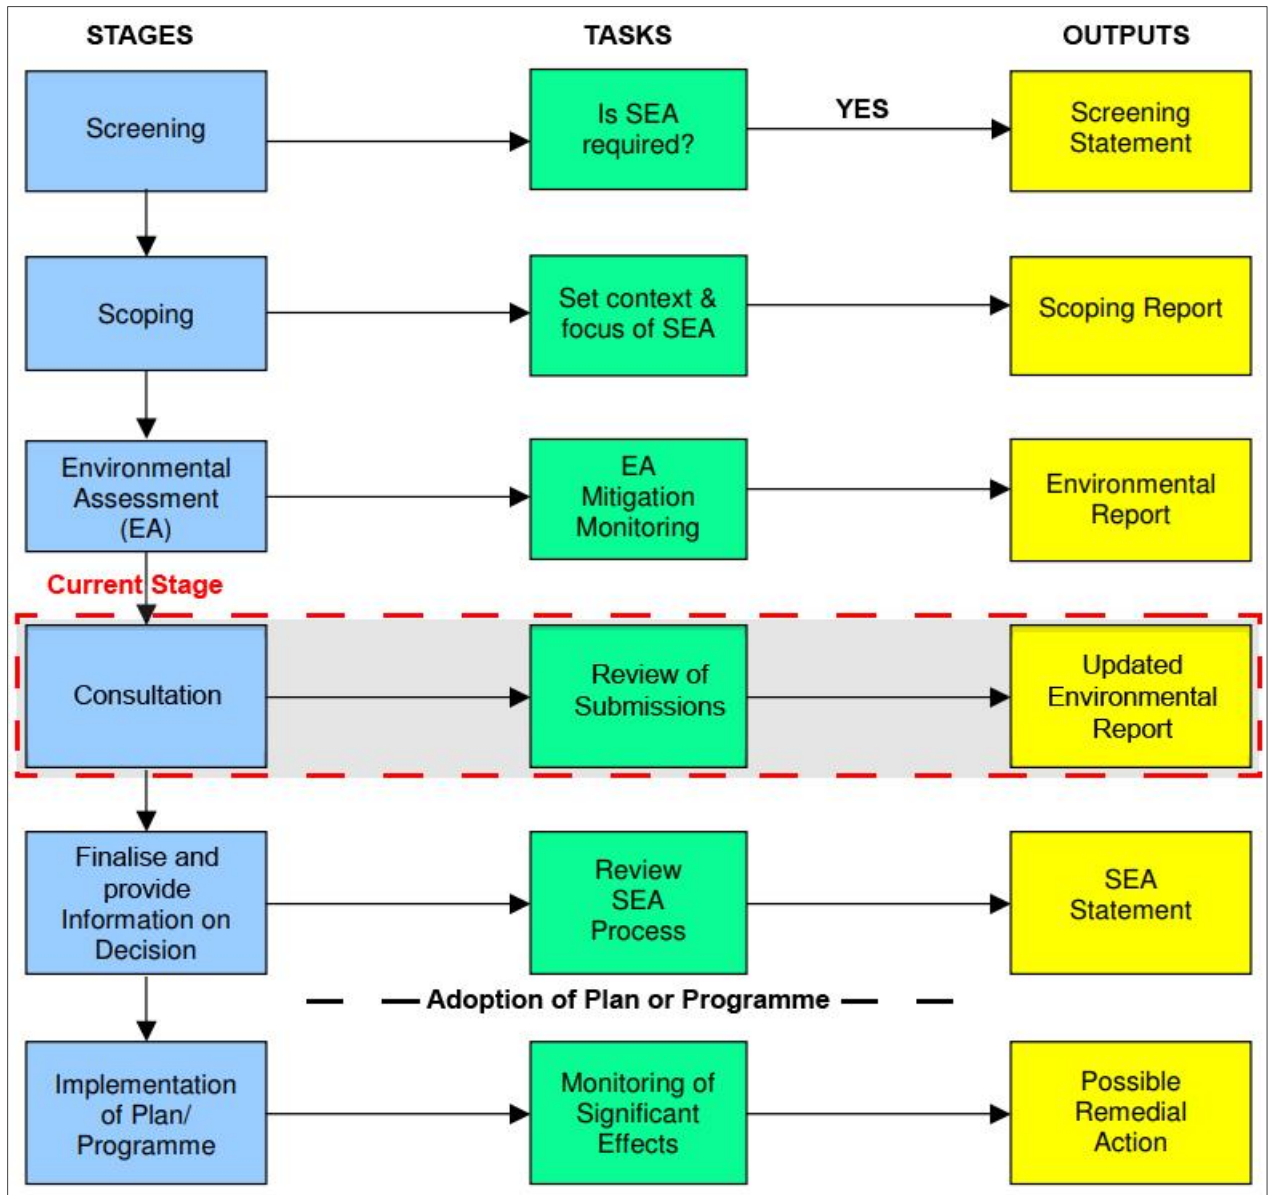 STAGES
TASKS
OUTPUTS
Screening
Is SEA
required?
YES
Screening
Statement
Scoping
Set context &
focus of SEA
Scoping Report
Environmental
Assessment
(EA)
EA
Mitigation
Monitoring
Environmental
Report
Current Stage
Consultation
Review of
Submissions
Updated
Environmental
Report
Finalise and
provide
Information on
Decision
Review
SEA
Process
SEA
Statement
Adoption of Plan or Programme
Implementation
of Plan/
Programme
Monitoring of
Significant
Effects
Possible
Remedial
Action